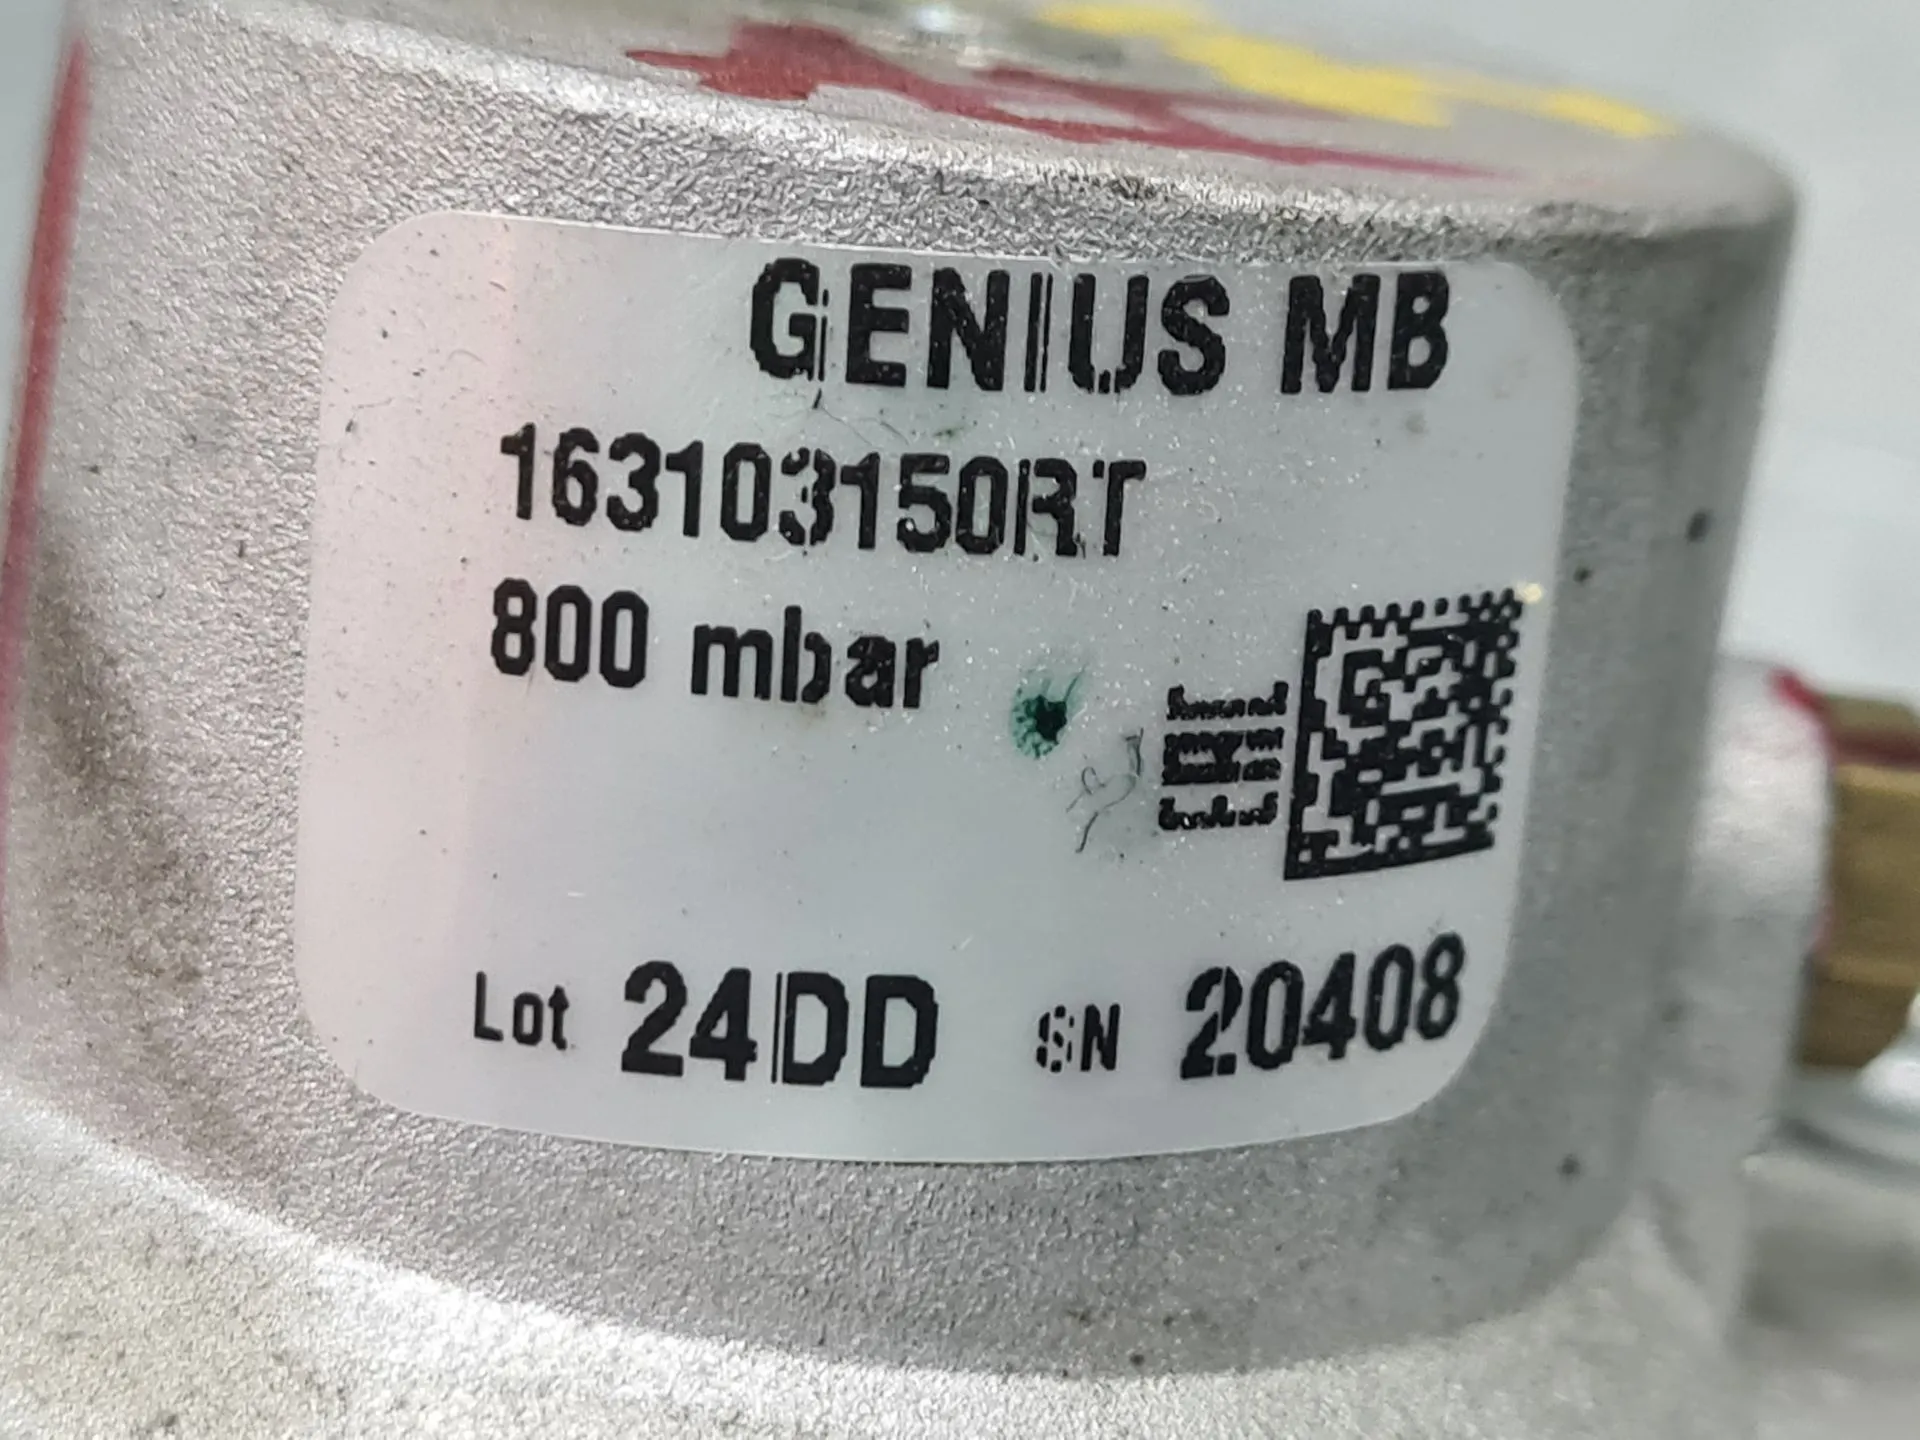 GENIUS MB
163103150RT
800 mbar
Lot 24DD SN 20408